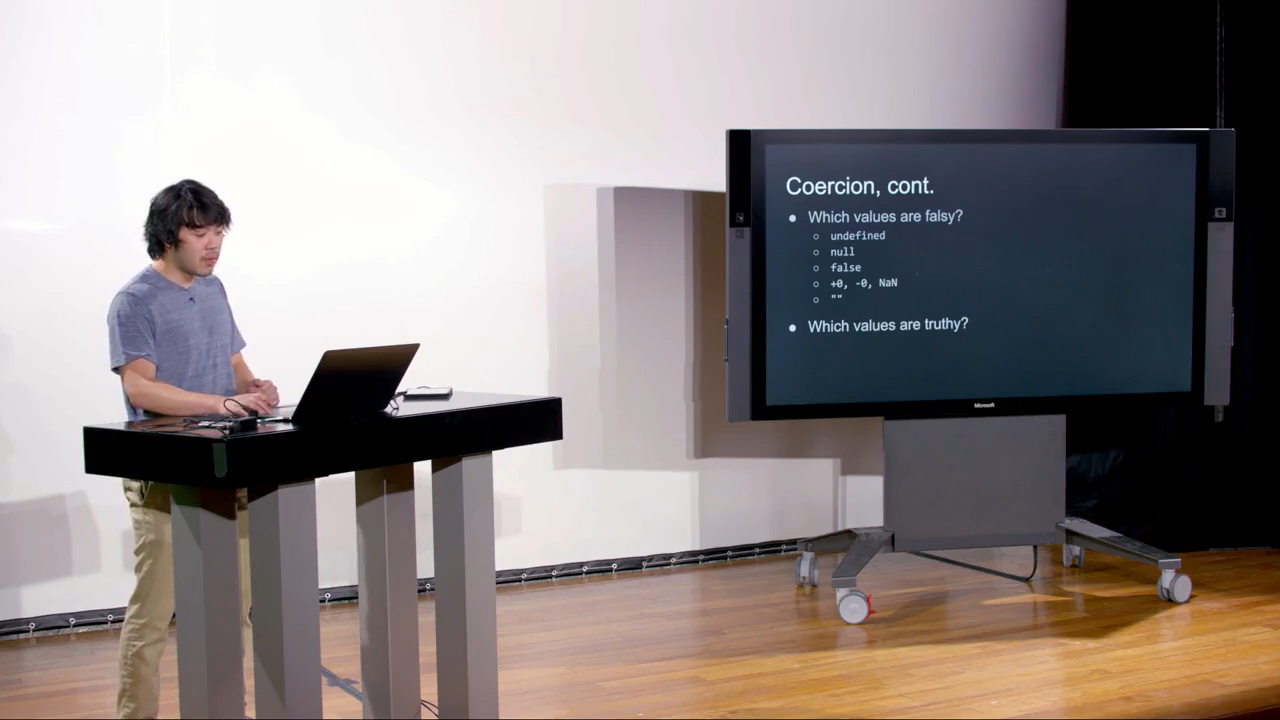 Coercion, cont.
● Which values are falsy?
○ undefined
○ null
○ false
○ +0, -0, NaN
○ ""
● Which values are truthy?
Microsoft